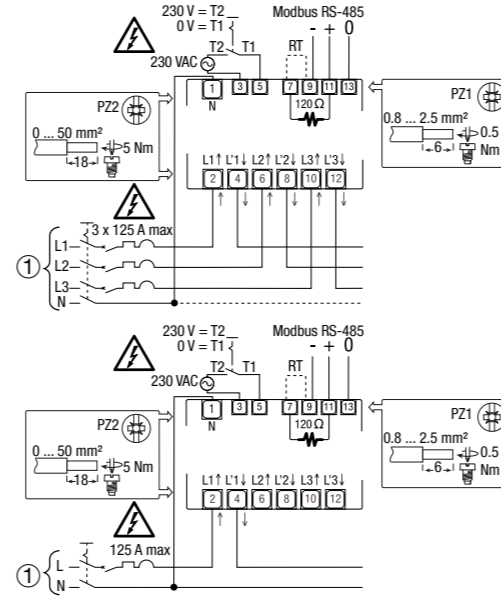 230 V = T2
0 V = T1
Modbus RS-485
- + 0
T2 T1
RT
230 VAC
1 3 5 7 9 11 13
N
120 Ω
PZ2
0 ... 50 mm²
5 Nm
18
PZ1
0.8 ... 2.5 mm²
0.5 Nm
6
L1↑ L'1↓ L2↑ L'2↓ L3↑ L'3↓
2 4 6 8 10 12
3 x 125 A max
1
L1
L2
L3
N
230 V = T2
0 V = T1
Modbus RS-485
- + 0
T2 T1
RT
230 VAC
1 3 5 7 9 11 13
N
120 Ω
PZ2
0 ... 50 mm²
5 Nm
18
PZ1
0.8 ... 2.5 mm²
0.5 Nm
6
L1↑ L'1↓ L2↑ L'2↓ L3↑ L'3↓
2 4 6 8 10 12
125 A max
1
L
N